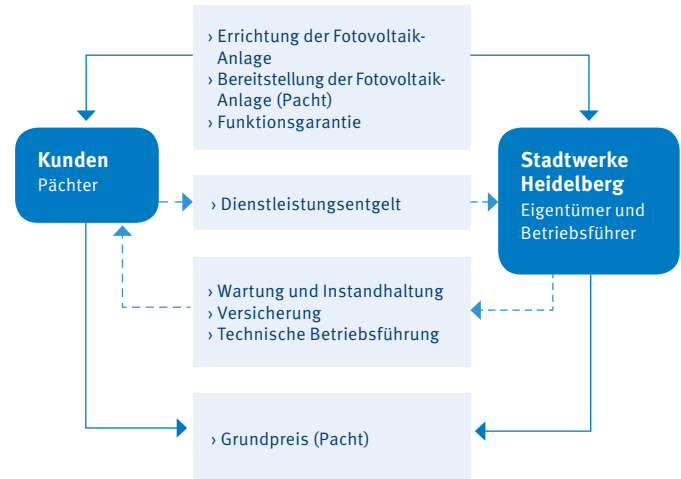 › Errichtung der Fotovoltaik-
Anlage
› Bereitstellung der Fotovoltaik-
Anlage (Pacht)
› Funktionsgarantie
Kunden
Pächter
Stadtwerke
Heidelberg
Eigentümer und
Betriebsführer
› Dienstleistungsentgelt
› Wartung und Instandhaltung
› Versicherung
› Technische Betriebsführung
› Grundpreis (Pacht)